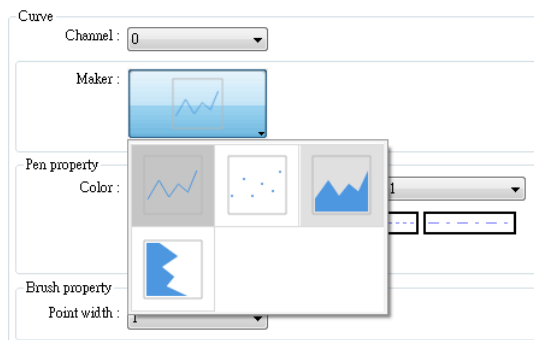 Curve
Channel : 0
Maker :
Pen property
Color : 1
Brush property
Point width : 1